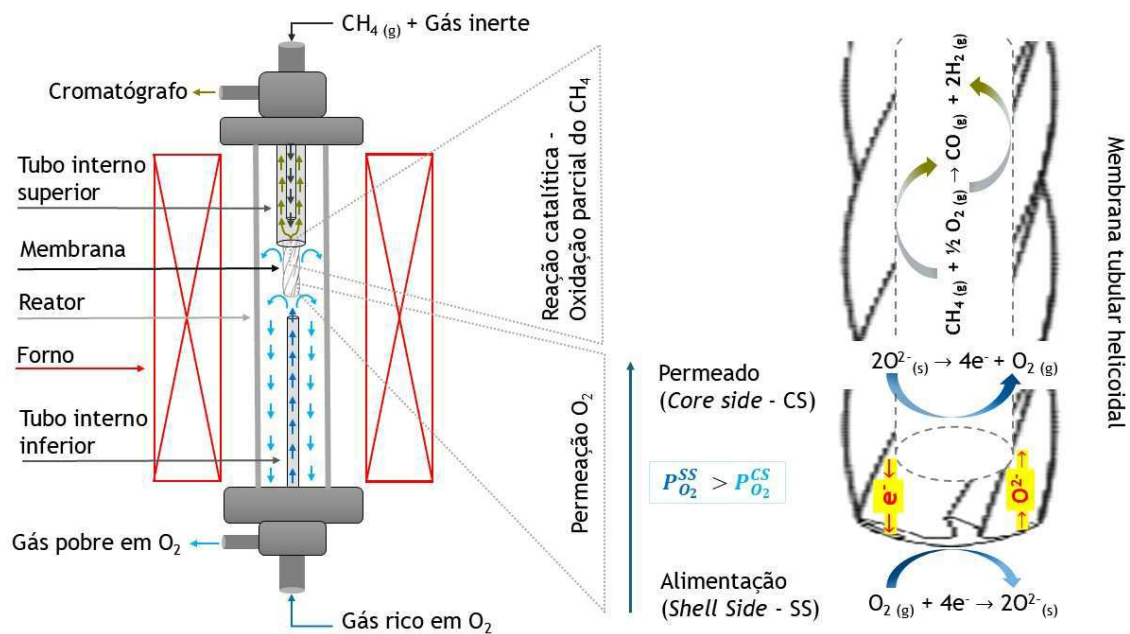 CH₄ (g) + Gás inerte
Cromatógrafo
Tubo interno
superior
Membrana
Reator
Forno
Tubo interno
inferior
Gás pobre em O₂
Gás rico em O₂
Reação catalítica -
Oxidação parcial do CH₄
Permeação O₂
Permeado
(Core side - CS)
P_O₂^SS > P_O₂^CS
Alimentação
(Shell Side - SS)
CH₄ (g) + ½ O₂ (g) → CO (g) + 2H₂ (g)
2O²⁻(s) → 4e⁻ + O₂ (g)
e⁻
O²⁻
O₂ (g) + 4e⁻ → 2O²⁻(s)
Membrana tubular helicoidal